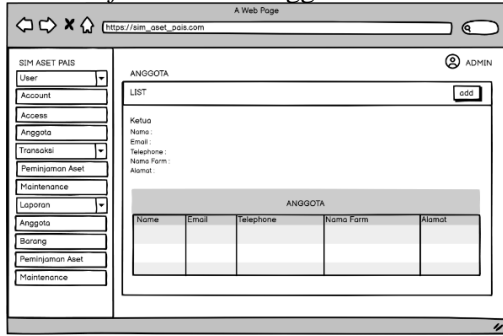 A Web Page
https://sim_aset_pais.com
SIM ASET PAIS
User
Account
Access
Anggota
Transaksi
Peminjaman Aset
Maintenance
Laporan
Anggota
Barang
Peminjaman Aset
Maintenance
ADMIN
ANGGOTA
LIST
add
Ketua
Nama :
Email :
Telephone :
Nama Farm :
Alamat :
ANGGOTA
Name Email Telephone Nama Farm Alamat